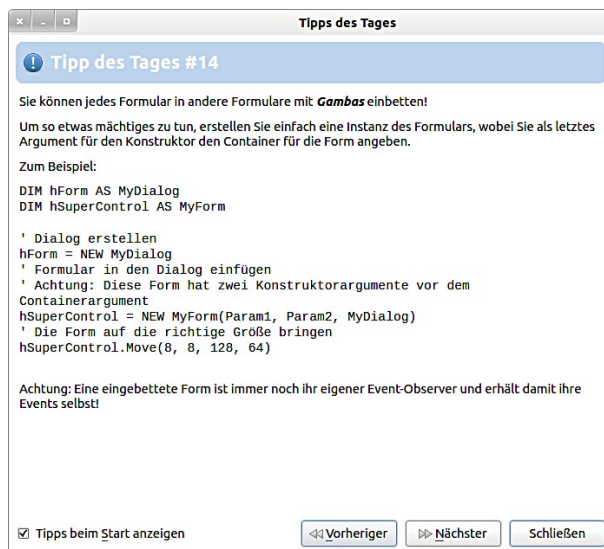 Tipps des Tages
Tipp des Tages #14
Sie können jedes Formular in andere Formulare mit Gambas einbetten!
Um so etwas mächtiges zu tun, erstellen Sie einfach eine Instanz des Formulars, wobei Sie als letztes
Argument für den Konstruktor den Container für die Form angeben.
Zum Beispiel:
DIM hForm AS MyDialog
DIM hSuperControl AS MyForm
' Dialog erstellen
hForm = NEW MyDialog
' Formular in den Dialog einfügen
' Achtung: Diese Form hat zwei Konstruktorargumente vor dem
Containerargument
hSuperControl = NEW MyForm(Param1, Param2, MyDialog)
' Die Form auf die richtige Größe bringen
hSuperControl.Move(8, 8, 128, 64)
Achtung: Eine eingebettete Form ist immer noch ihr eigener Event-Observer und erhält damit ihre
Events selbst!
Tipps beim Start anzeigen Vorheriger Nächster Schließen